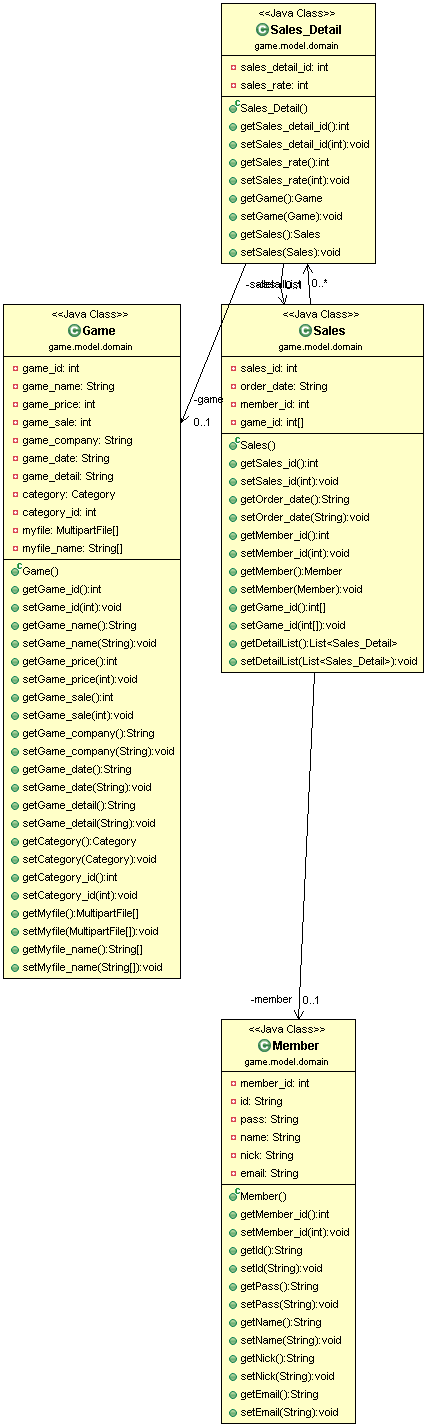 <<Java Class>>
Sales_Detail
game.model.domain
sales_detail_id: int
sales_rate: int
Sales_Detail()
getSales_detail_id():int
setSales_detail_id(int):void
getSales_rate():int
setSales_rate(int):void
getGame():Game
setGame(Game):void
getSales():Sales
setSales(Sales):void
0..*
-game
0..1
<<Java Class>>
Game
game.model.domain
game_id: int
game_name: String
game_price: int
game_sale: int
game_company: String
game_date: String
game_detail: String
category: Category
category_id: int
myfile: MultipartFile[]
myfile_name: String[]
Game()
getGame_id():int
setGame_id(int):void
getGame_name():String
setGame_name(String):void
getGame_price():int
setGame_price(int):void
getGame_sale():int
setGame_sale(int):void
getGame_company():String
setGame_company(String):void
getGame_date():String
setGame_date(String):void
getGame_detail():String
setGame_detail(String):void
getCategory():Category
setCategory(Category):void
getCategory_id():int
setCategory_id(int):void
getMyfile():MultipartFile[]
setMyfile(MultipartFile[]):void
getMyfile_name():String[]
setMyfile_name(String[]):void
<<Java Class>>
Sales
game.model.domain
sales_id: int
order_date: String
member_id: int
game_id: int[]
Sales()
getSales_id():int
setSales_id(int):void
getOrder_date():String
setOrder_date(String):void
getMember_id():int
setMember_id(int):void
getMember():Member
setMember(Member):void
getGame_id():int[]
setGame_id(int[]):void
getDetailList():List<Sales_Detail>
setDetailList(List<Sales_Detail>):void
-member 0..1
<<Java Class>>
Member
game.model.domain
member_id: int
id: String
pass: String
name: String
nick: String
email: String
Member()
getMember_id():int
setMember_id(int):void
getId():String
setId(String):void
getPass():String
setPass(String):void
getName():String
setName(String):void
getNick():String
setNick(String):void
getEmail():String
setEmail(String):void